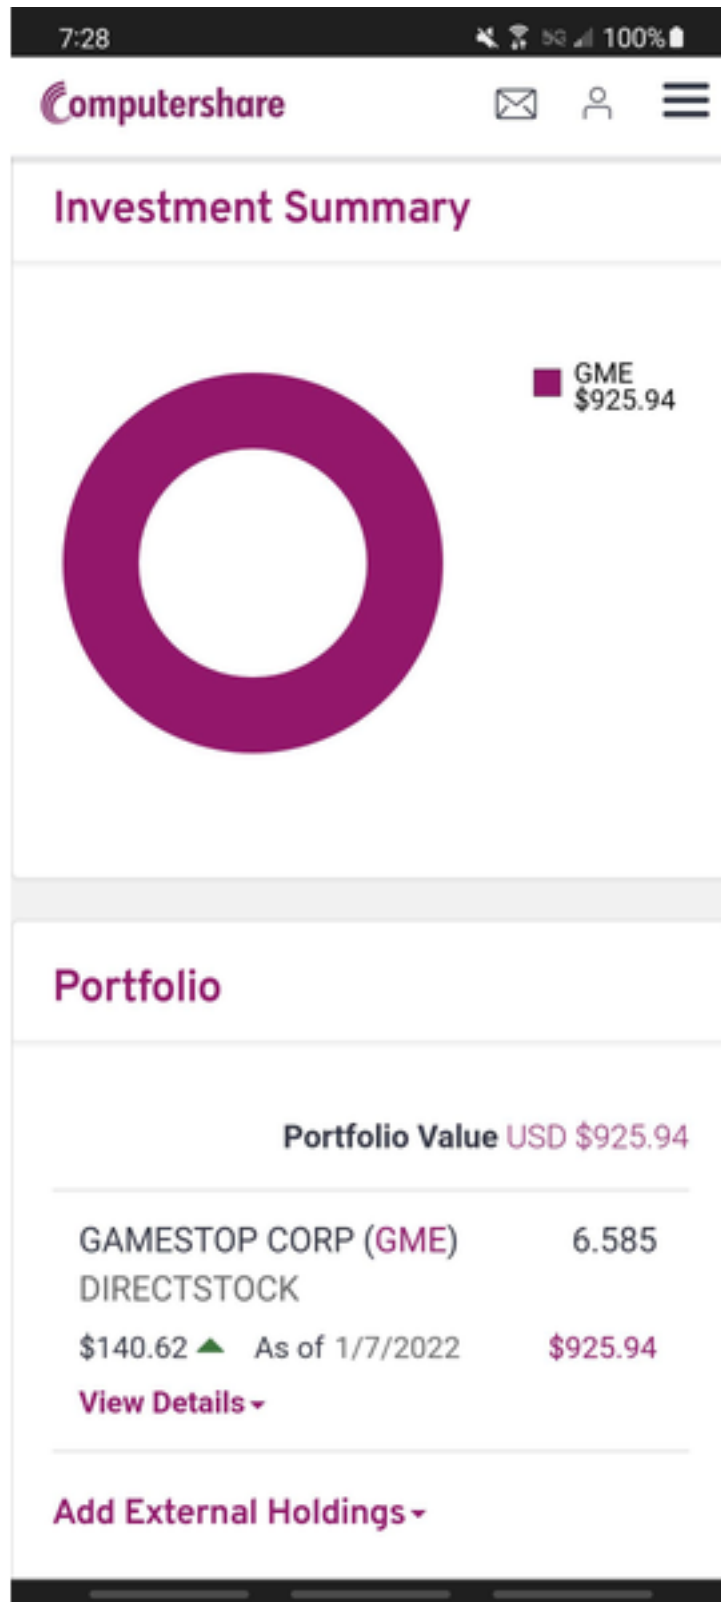 7:28 5G 100%
Computershare
Investment Summary
GME
$925.94
Portfolio
Portfolio Value USD $925.94
GAMESTOP CORP (GME) 6.585
DIRECTSTOCK
$140.62 As of 1/7/2022 $925.94
View Details
Add External Holdings